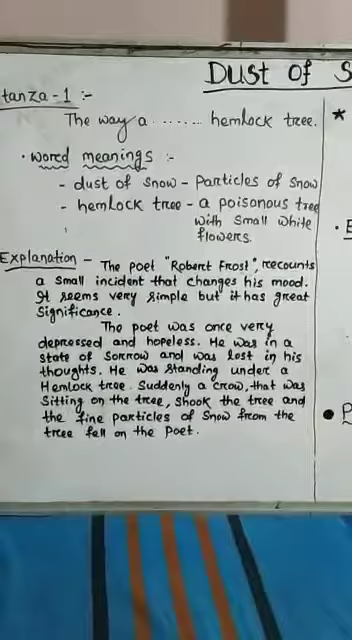 Dust of S
tanza-1 :-
The way a ........ hemlock tree.
• wored meanings :-
- dust of snow - Particles of snow
- hemlock tree - a poisonous tree
with small white
flowers.
Explanation - The poet "Robert Frost", recounts
a small incident that changes his mood.
It seems very simple but it has great
Significance.
The poet was once very
depressed and hopeless. He was in a
state of Sorrow and was lost in his
thoughts. He was standing under a
Hemlock tree. Suddenly a crow, that was
Sitting on the tree, shook the tree and
the fine particles of Snow from the
tree fell on the Poet.